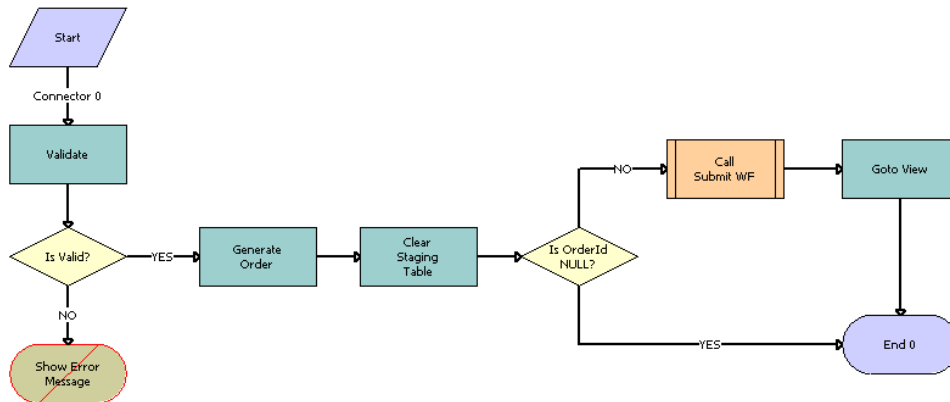 Start
Connector 0
Validate
Is Valid?
YES
NO
Show Error
Message
Generate
Order
Clear
Staging
Table
Is OrderId
NULL?
NO
YES
Call
Submit WF
Goto View
End 0